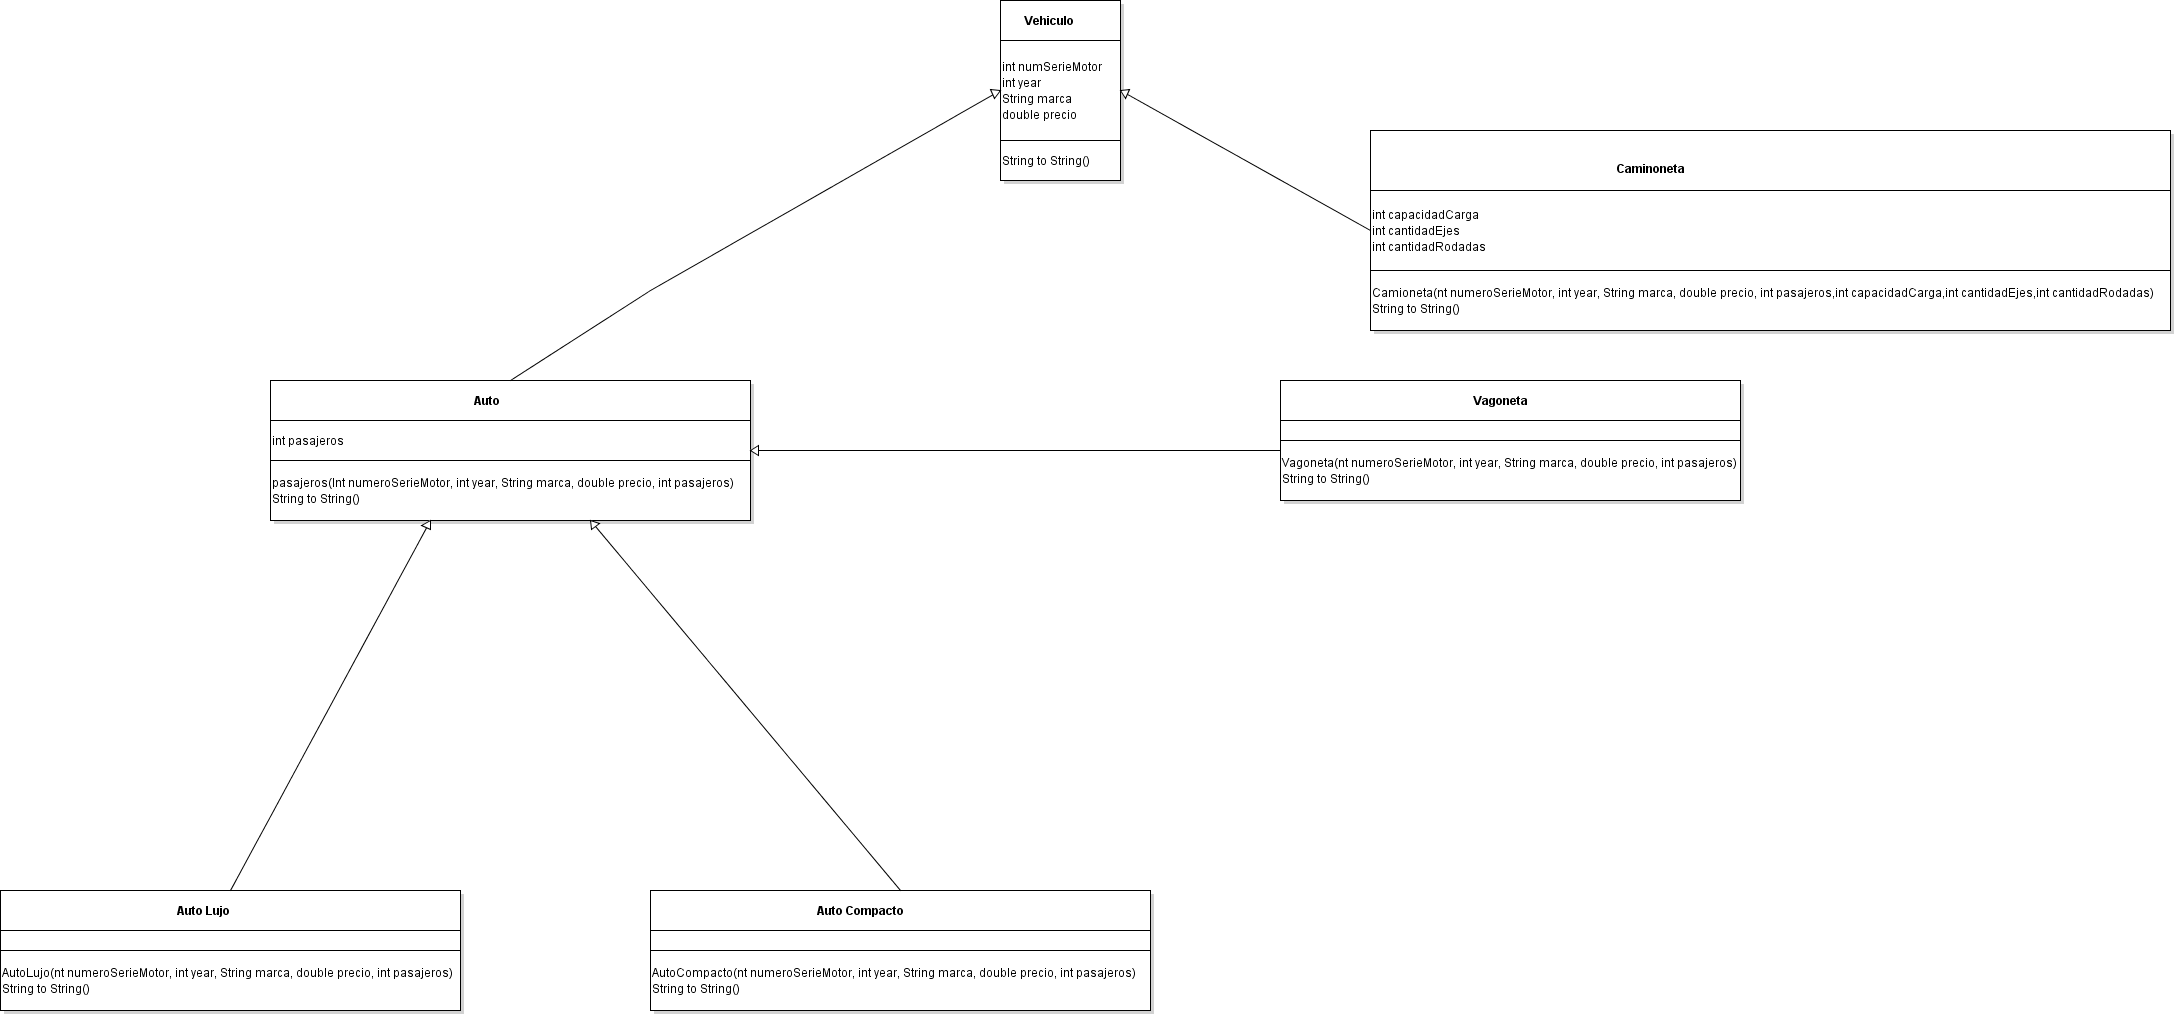 Vehiculo
int numSerieMotor
int year
String marca
double precio
String to String()
Caminoneta
int capacidadCarga
int cantidadEjes
int cantidadRodadas
Camioneta(nt numeroSerieMotor, int year, String marca, double precio, int pasajeros,int capacidadCarga,int cantidadEjes,int cantidadRodadas)
String to String()
Auto
int pasajeros
pasajeros(Int numeroSerieMotor, int year, String marca, double precio, int pasajeros)
String to String()
Vagoneta
Vagoneta(nt numeroSerieMotor, int year, String marca, double precio, int pasajeros)
String to String()
Auto Lujo
AutoLujo(nt numeroSerieMotor, int year, String marca, double precio, int pasajeros)
String to String()
Auto Compacto
AutoCompacto(nt numeroSerieMotor, int year, String marca, double precio, int pasajeros)
String to String()